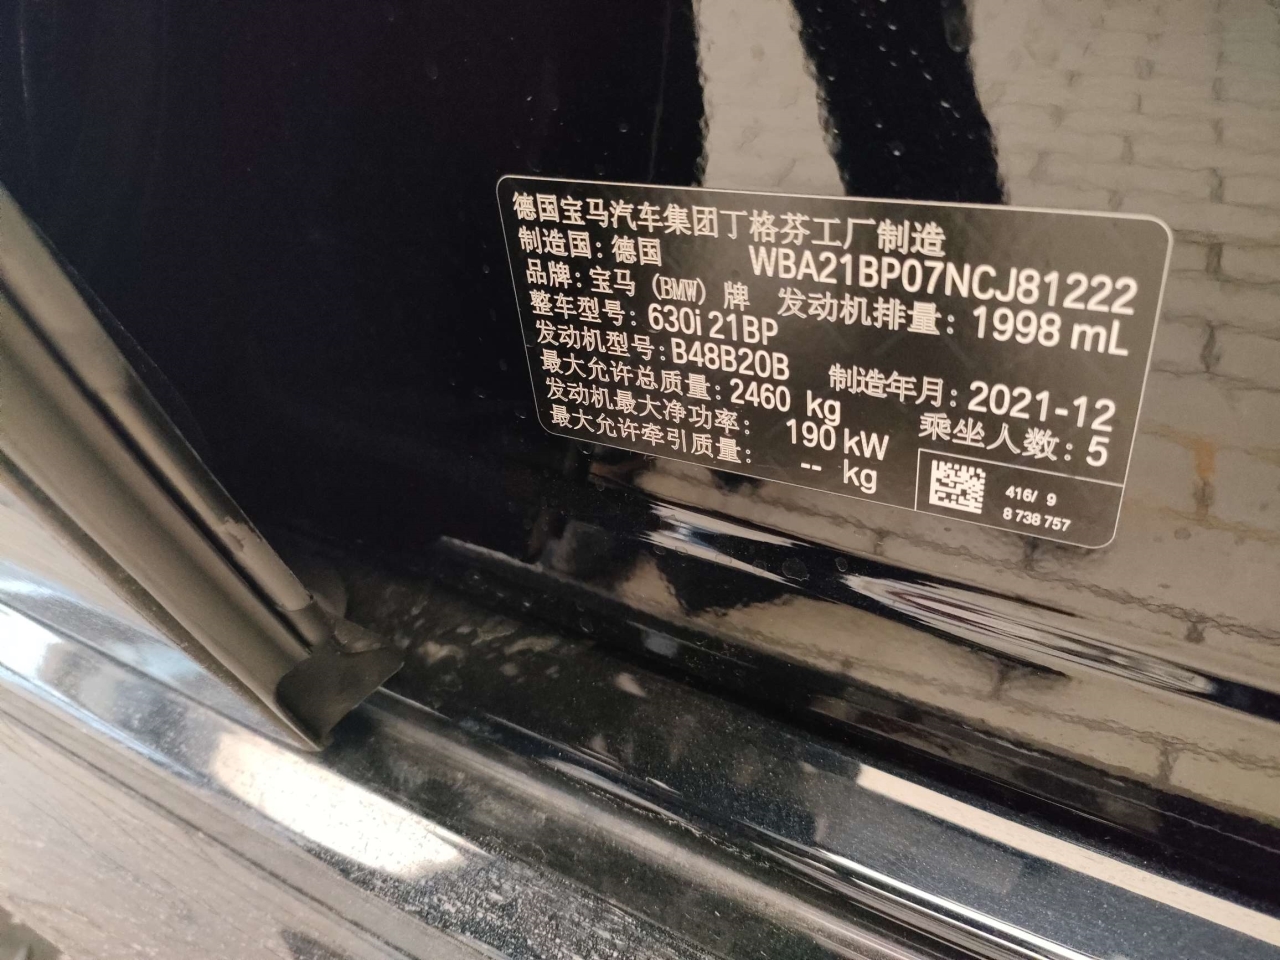 德国宝马汽车集团丁格芬工厂制造
制造国：德国 WBA21BP07NCJ81222
品牌：宝马（BMW）牌 发动机排量：1998 mL
整车型号：630i 21BP
发动机型号：B48B20B 制造年月：2021-12
最大允许总质量：2460 kg 乘坐人数：5
发动机最大净功率： 190 kW
最大允许牵引质量： -- kg
416/ 9
8 738 757